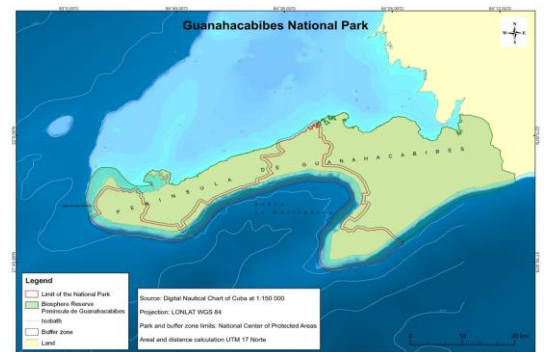 Guanahacabibes National Park
N
W E
S
PENINSULA DE GUANAHACABIBES
Legend
Limit of the National Park
Biosphere Reserve
Peninsula de Guanahacabibes
Isobath
Buffer zone
Land
Source: Digital Nautical Chart of Cuba at 1:150 000
Projection: LONLAT WGS 84
Park and buffer zone limits: National Center of Protected Areas
Areal and distance calculation UTM 17 Norte
0 10 20 km